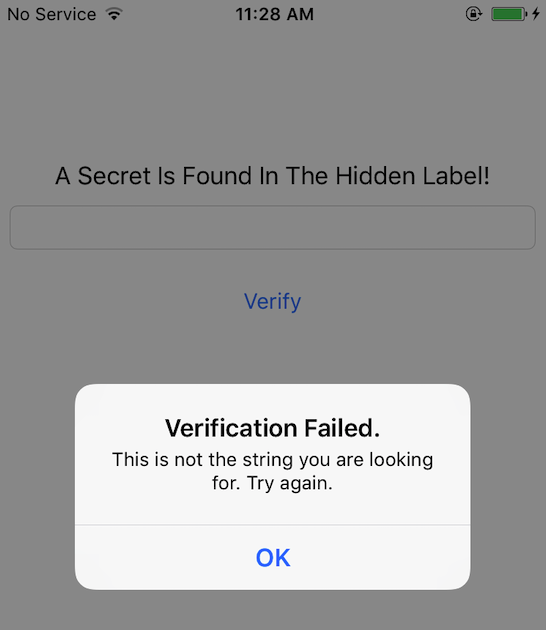 No Service 11:28 AM
A Secret Is Found In The Hidden Label!
Verify
Verification Failed.
This is not the string you are looking
for. Try again.
OK